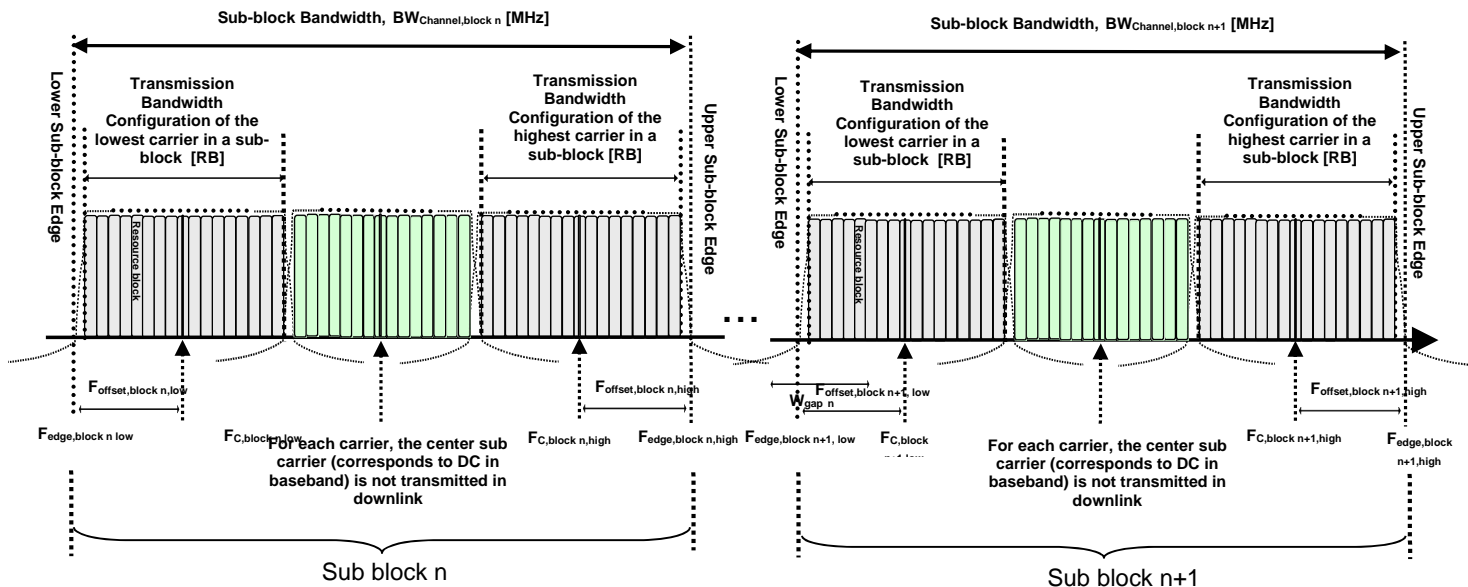 Sub-block Bandwidth, BWChannel,block n [MHz]
Lower Sub-block Edge
Transmission
Bandwidth
Configuration of the
lowest carrier in a sub-
block [RB]
Transmission
Bandwidth
Configuration of the
highest carrier in a
sub-block [RB]
Upper Sub-block Edge
Resource block
Foffset,block n,low
Foffset,block n,high
Fedge,block n low
FC,block n,low
FC,block n,high
Fedge,block n,high
For each carrier, the center sub
carrier (corresponds to DC in
baseband) is not transmitted in
downlink
Sub block n
...
Sub-block Bandwidth, BWChannel,block n+1 [MHz]
Lower Sub-block Edge
Transmission
Bandwidth
Configuration of the
lowest carrier in a
sub-block [RB]
Transmission
Bandwidth
Configuration of the
highest carrier in a
sub-block [RB]
Upper Sub-block Edge
Resource block
Foffset,block n+1, low
Wgap n
Foffset,block n+1,high
Fedge,block n+1, low
FC,block
n+1,low
FC,block n+1,high
Fedge,block
n+1,high
For each carrier, the center sub
carrier (corresponds to DC in
baseband) is not transmitted in
downlink
Sub block n+1